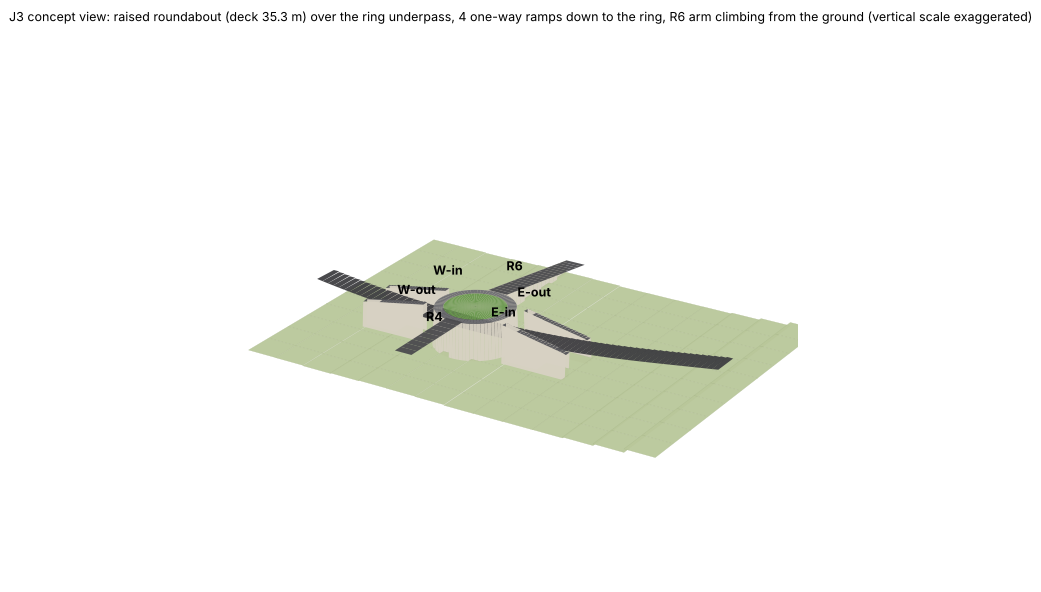 J3 concept view: raised roundabout (deck 35.3 m) over the ring underpass, 4 one-way ramps down to the ring, R6 arm climbing from the ground (vertical scale exaggerated)
W-in
R6
W-out
E-out
R4
E-in